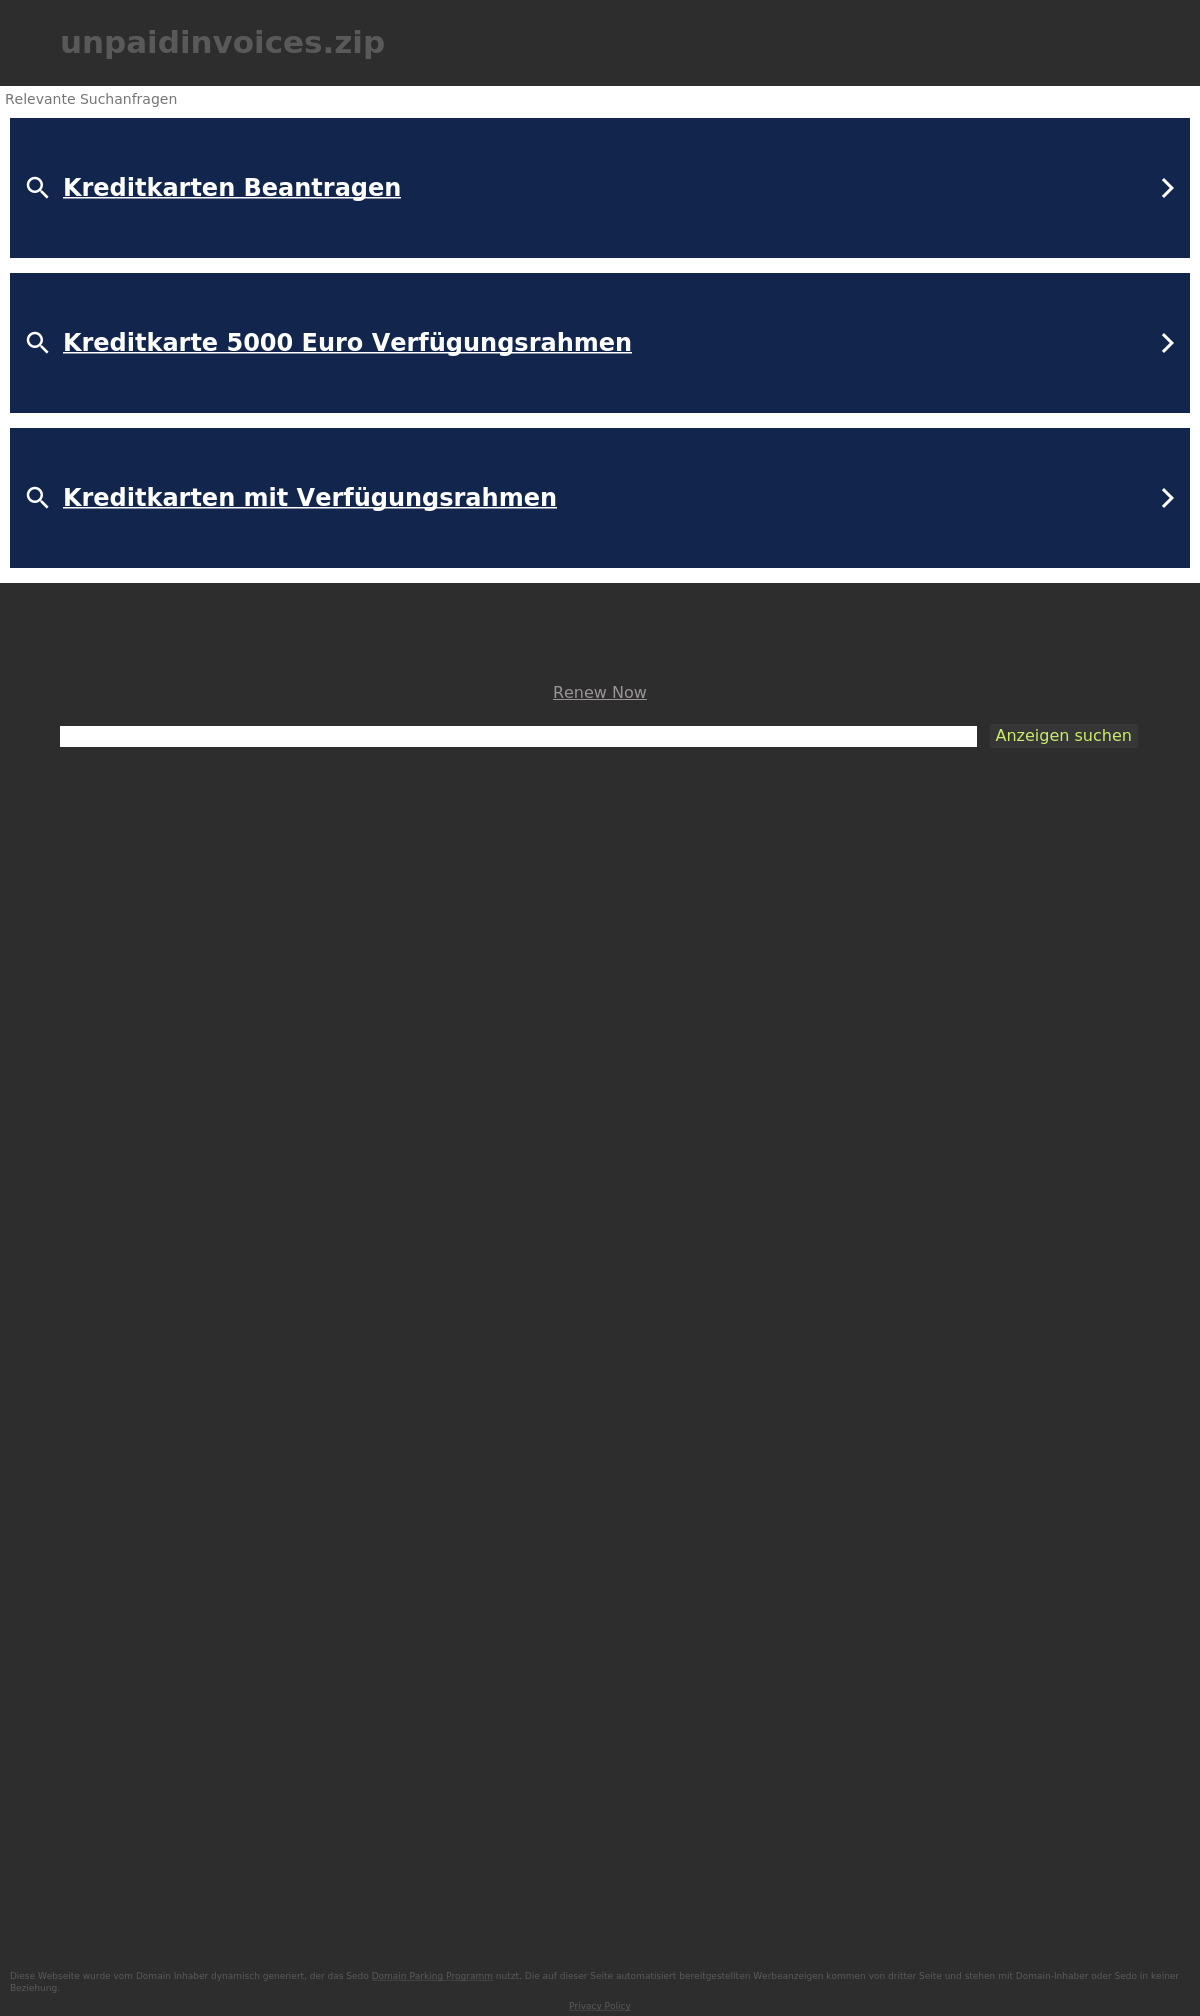 unpaidinvoices.zip
Relevante Suchanfragen
Kreditkarten Beantragen
Kreditkarte 5000 Euro Verfügungsrahmen
Kreditkarten mit Verfügungsrahmen
Renew Now
Anzeigen suchen
Diese Webseite wurde vom Domain Inhaber dynamisch generiert, der das Sedo Domain Parking Programm nutzt. Die auf dieser Seite automatisiert bereitgestellten Werbeanzeigen kommen von dritter Seite und stehen mit Domain-Inhaber oder Sedo in keiner
Beziehung.
Privacy Policy